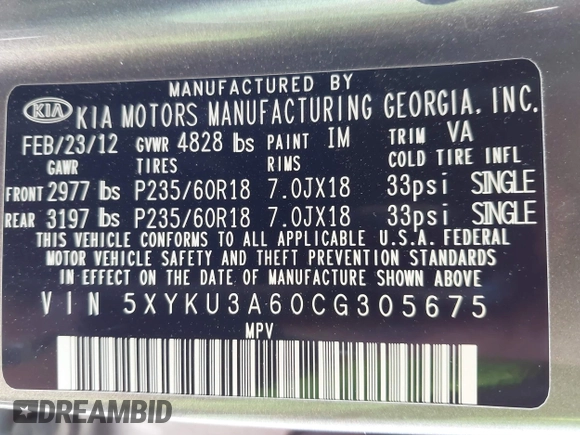 MANUFACTURED BY
KIA KIA MOTORS MANUFACTURING GEORGIA, INC.
FEB/23/12 GVWR 4828 lbs PAINT IM TRIM VA
GAWR TIRES RIMS COLD TIRE INFL
FRONT 2977 lbs P235/60R18 7.0JX18 33psi SINGLE
REAR 3197 lbs P235/60R18 7.0JX18 33psi SINGLE
THIS VEHICLE CONFORMS TO ALL APPLICABLE U.S.A. FEDERAL
MOTOR VEHICLE SAFETY AND THEFT PREVENTION STANDARDS
IN EFFECT ON THE DATE OF MANUFACTURE SHOWN ABOVE.
VIN 5XYKU3A60CG305675
MPV
DREAMBID